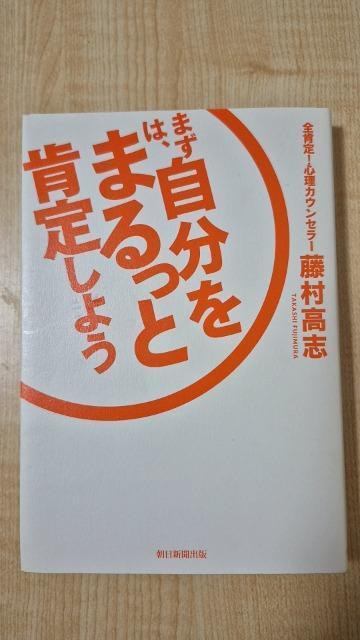 全肯定!心理カウンセラー
藤村高志
TAKASHI FUJIMURA
まず
は、
自分を
まるっと
肯定しよう
朝日新聞出版